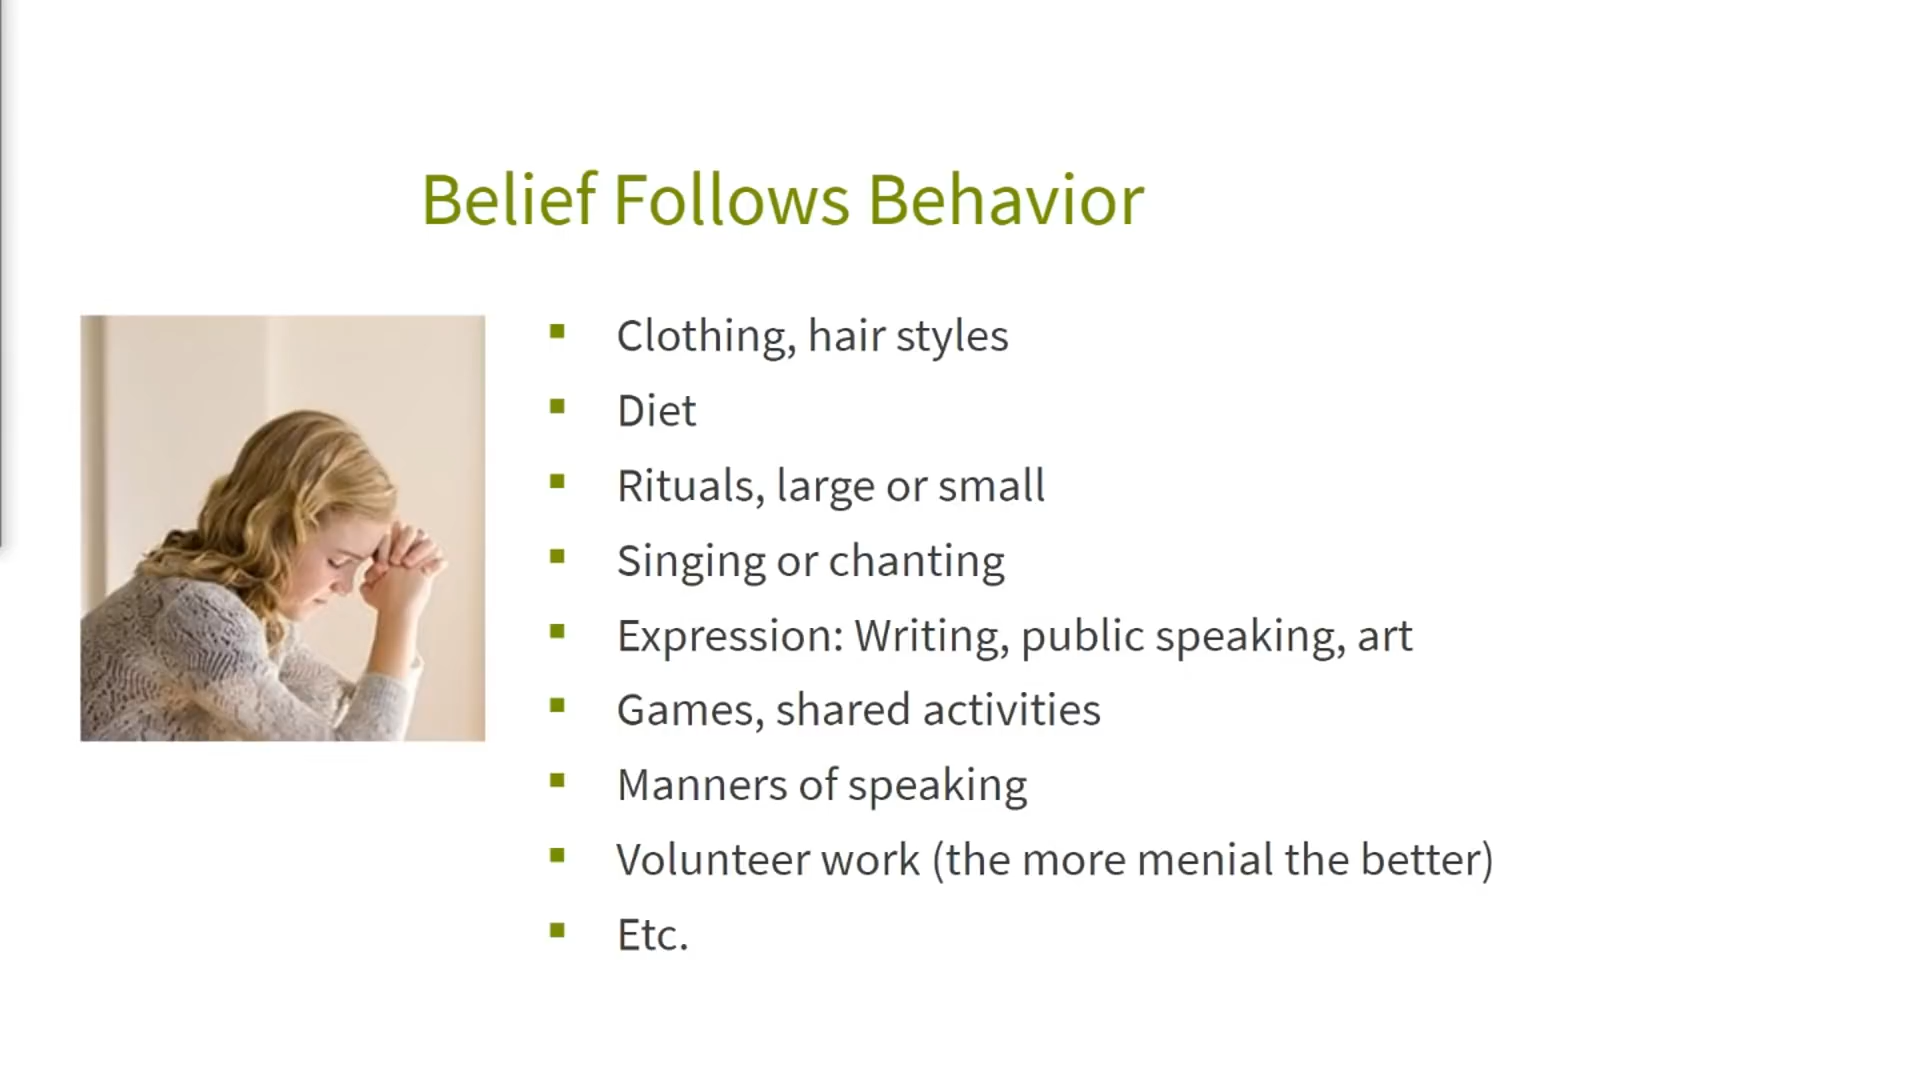 Belief Follows Behavior
Clothing, hair styles
Diet
Rituals, large or small
Singing or chanting
Expression: Writing, public speaking, art
Games, shared activities
Manners of speaking
Volunteer work (the more menial the better)
Etc.